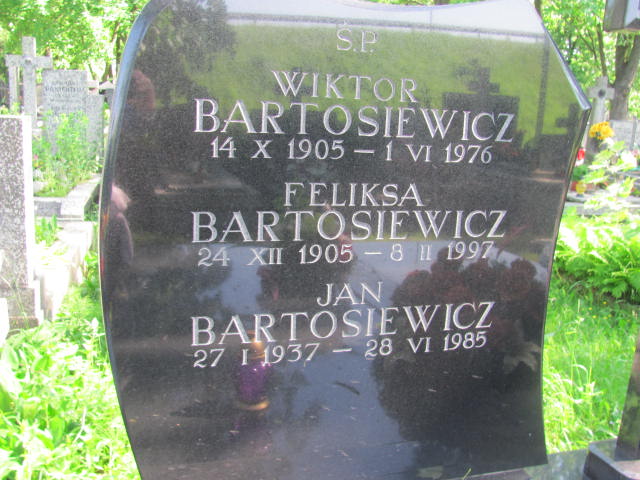 Ś.P.
WIKTOR
BARTOSIEWICZ
14 X 1905 – 1 VI 1976
FELIKSA
BARTOSIEWICZ
24 XII 1905 – 8 II 1997
JAN
BARTOSIEWICZ
27 I 1937 – 28 VI 1985